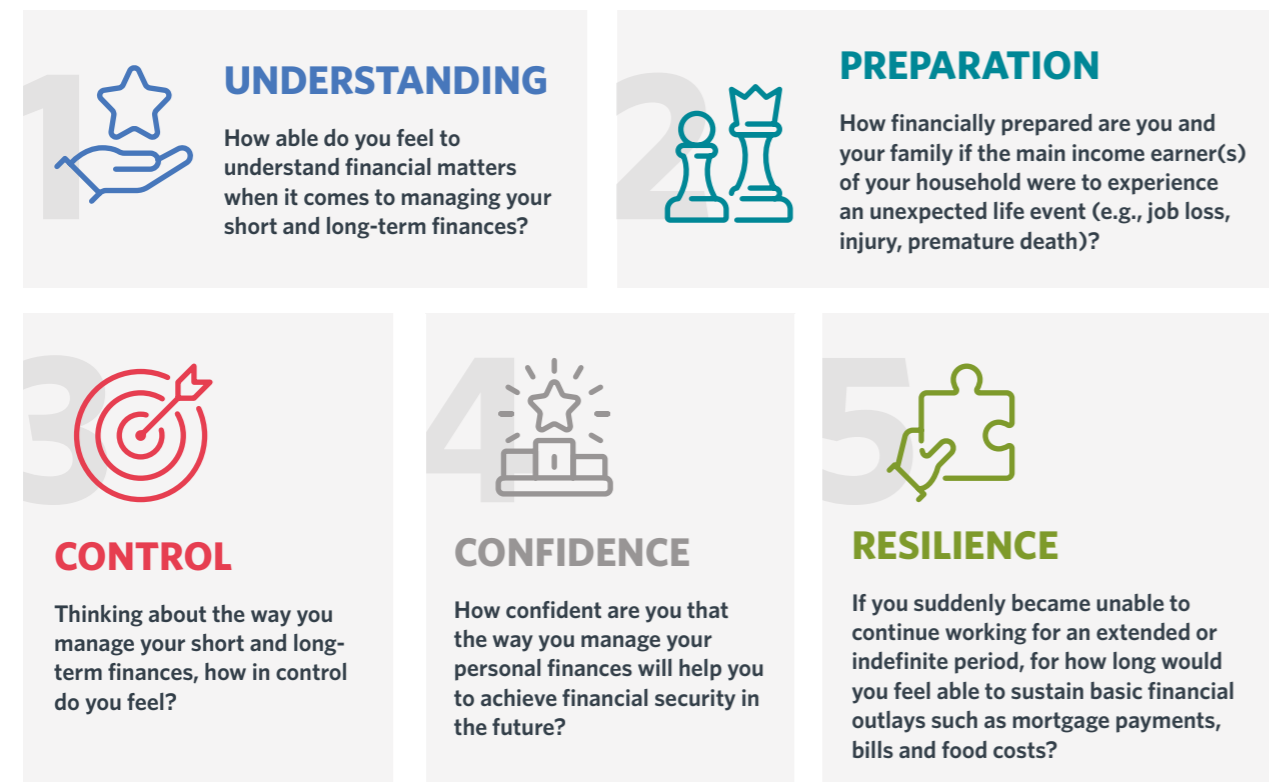 1
UNDERSTANDING
How able do you feel to
understand financial matters
when it comes to managing your
short and long-term finances?
2
PREPARATION
How financially prepared are you and
your family if the main income earner(s)
of your household were to experience
an unexpected life event (e.g., job loss,
injury, premature death)?
3
CONTROL
Thinking about the way you
manage your short and long-
term finances, how in control
do you feel?
4
CONFIDENCE
How confident are you that
the way you manage your
personal finances will help you
to achieve financial security in
the future?
5
RESILIENCE
If you suddenly became unable to
continue working for an extended or
indefinite period, for how long would
you feel able to sustain basic financial
outlays such as mortgage payments,
bills and food costs?